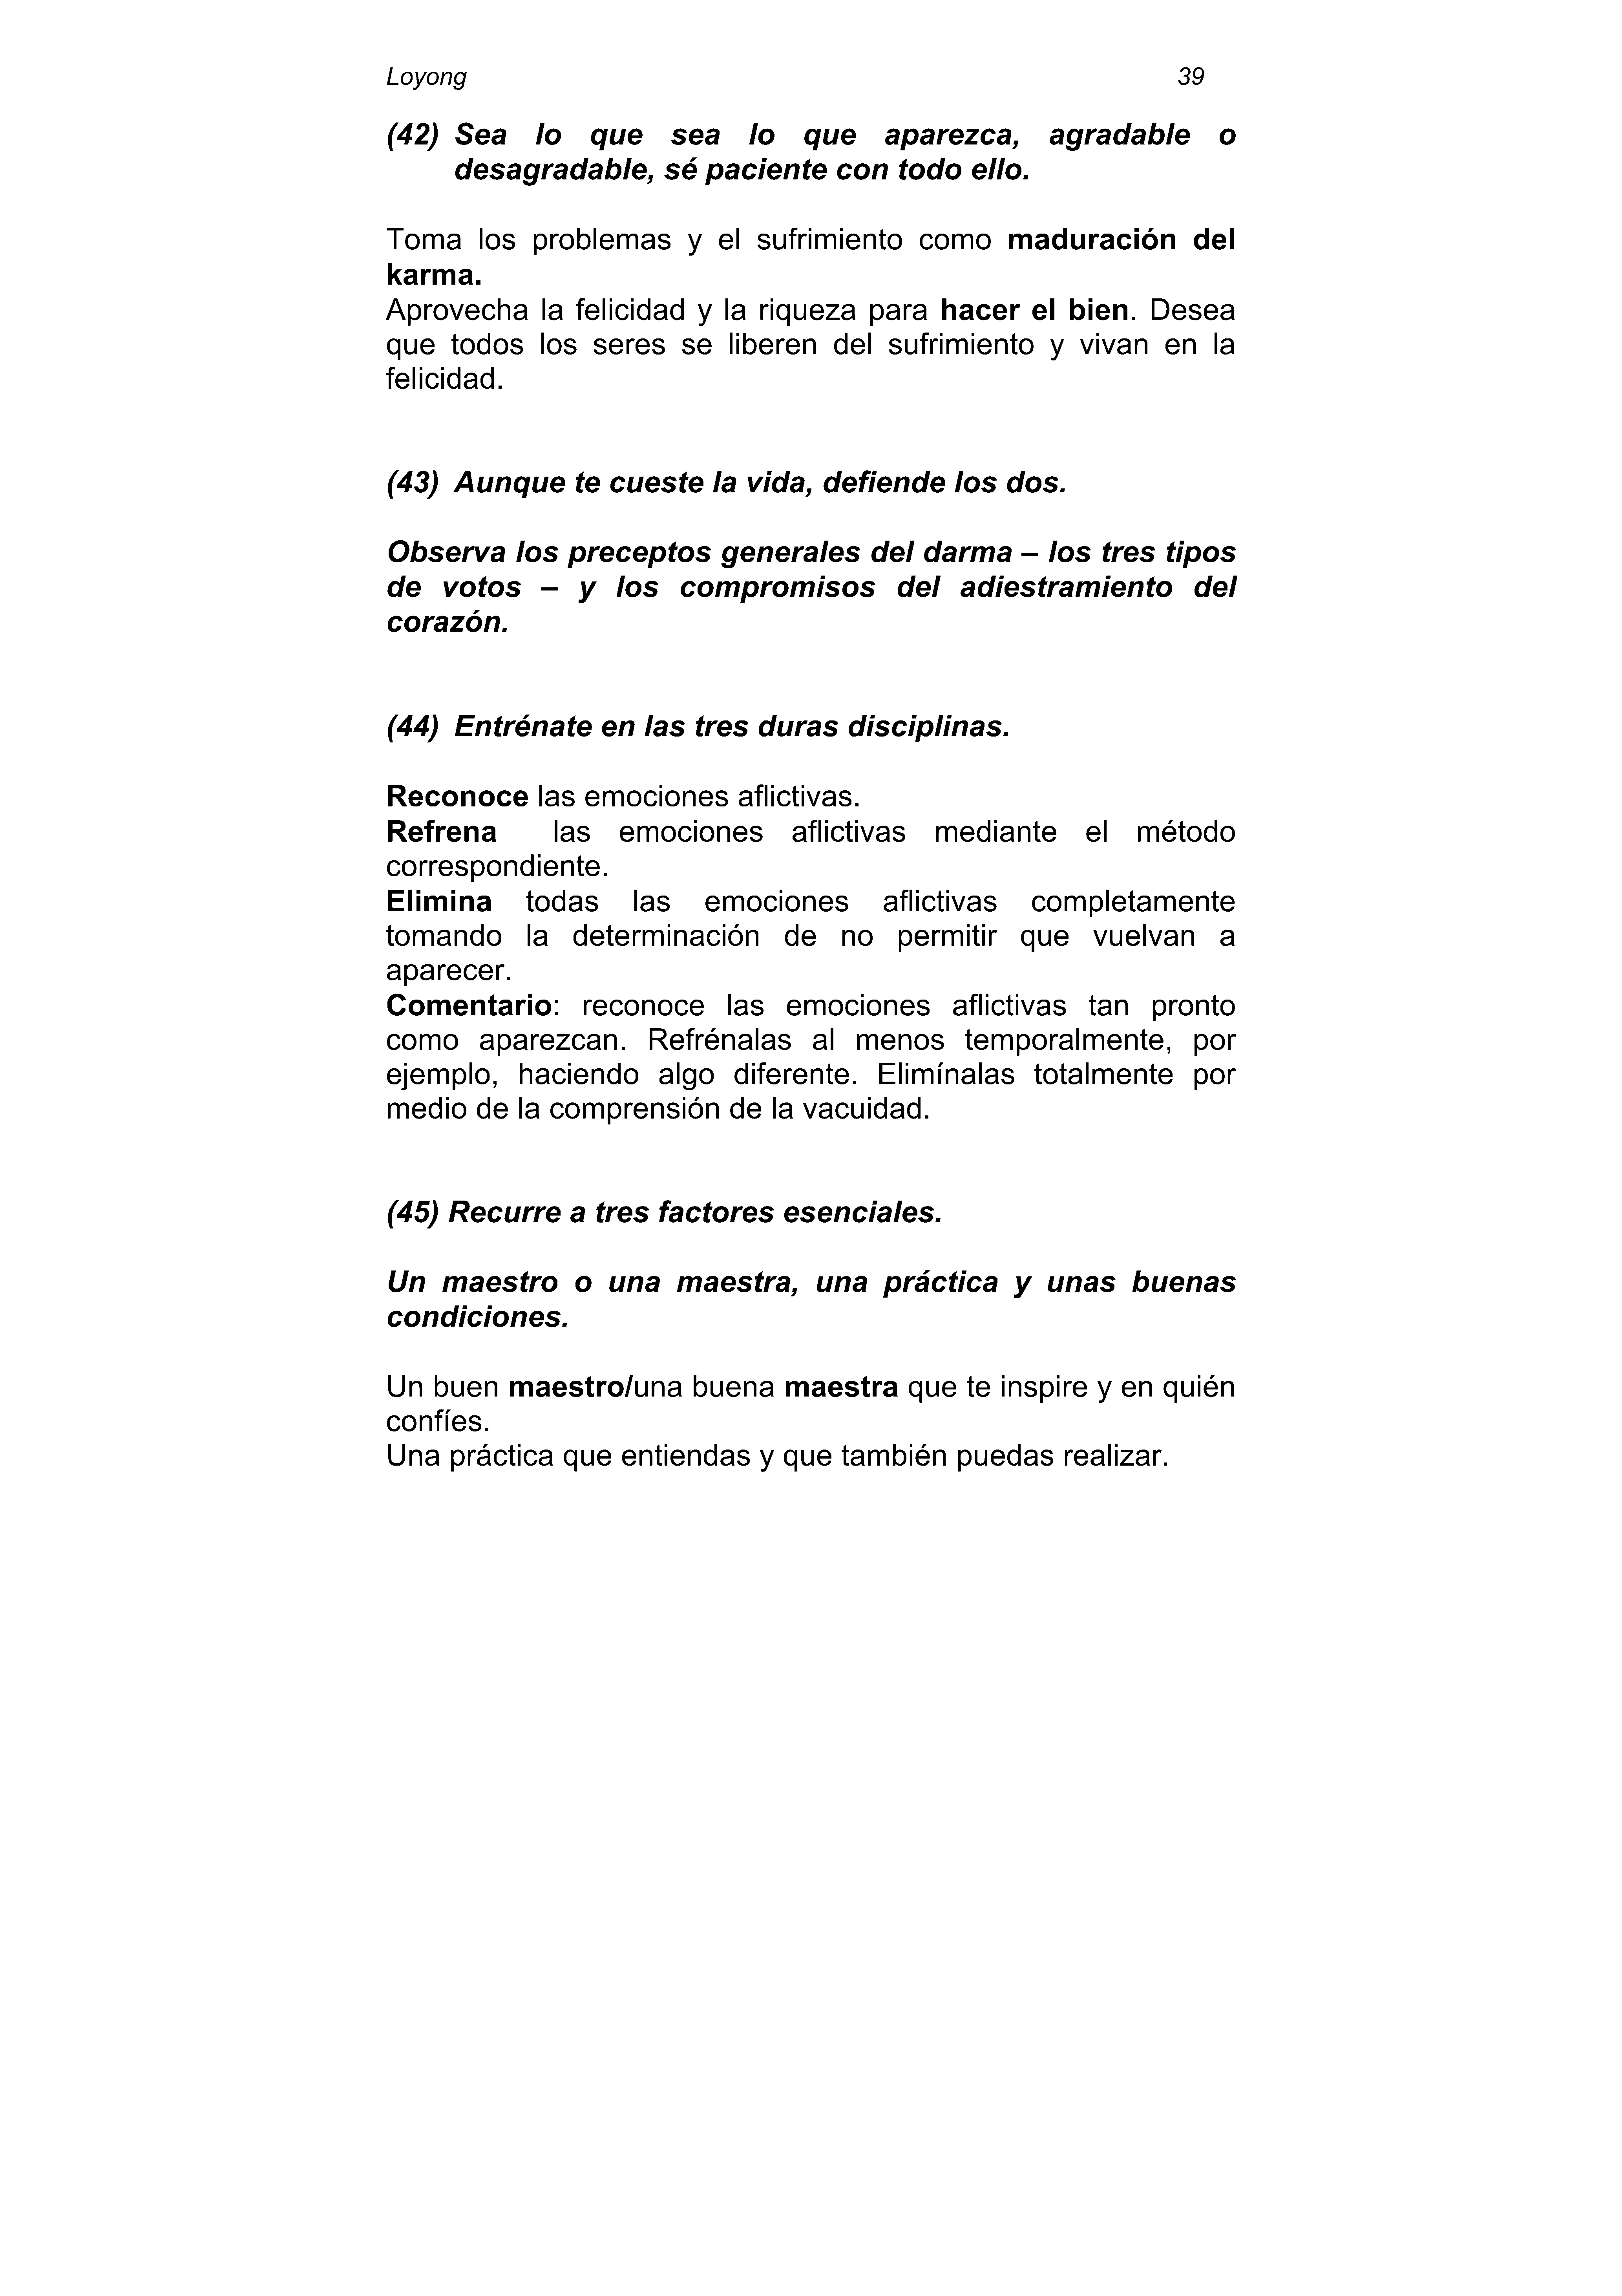 Loyong 39
(42) Sea lo que sea lo que aparezca, agradable o
desagradable, sé paciente con todo ello.
Toma los problemas y el sufrimiento como maduración del
karma.
Aprovecha la felicidad y la riqueza para hacer el bien. Desea
que todos los seres se liberen del sufrimiento y vivan en la
felicidad.
(43) Aunque te cueste la vida, defiende los dos.
Observa los preceptos generales del darma – los tres tipos
de votos – y los compromisos del adiestramiento del
corazón.
(44) Entrénate en las tres duras disciplinas.
Reconoce las emociones aflictivas.
Refrena las emociones aflictivas mediante el método
correspondiente.
Elimina todas las emociones aflictivas completamente
tomando la determinación de no permitir que vuelvan a
aparecer.
Comentario: reconoce las emociones aflictivas tan pronto
como aparezcan. Refrénalas al menos temporalmente, por
ejemplo, haciendo algo diferente. Elimínalas totalmente por
medio de la comprensión de la vacuidad.
(45) Recurre a tres factores esenciales.
Un maestro o una maestra, una práctica y unas buenas
condiciones.
Un buen maestro/una buena maestra que te inspire y en quién
confíes.
Una práctica que entiendas y que también puedas realizar.